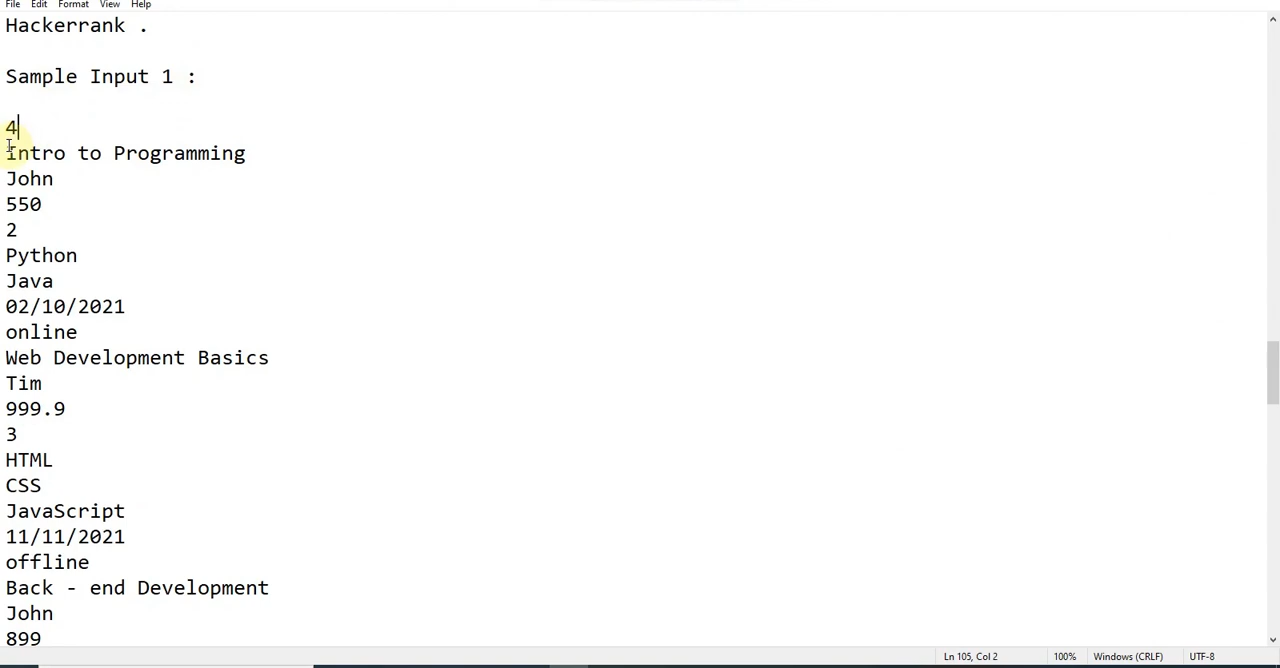 File Edit Format View Help
Hackerrank .
Sample Input 1 :
4
Intro to Programming
John
550
2
Python
Java
02/10/2021
online
Web Development Basics
Tim
999.9
3
HTML
CSS
JavaScript
11/11/2021
offline
Back - end Development
John
899
Ln 105, Col 2 100% Windows (CRLF) UTF-8